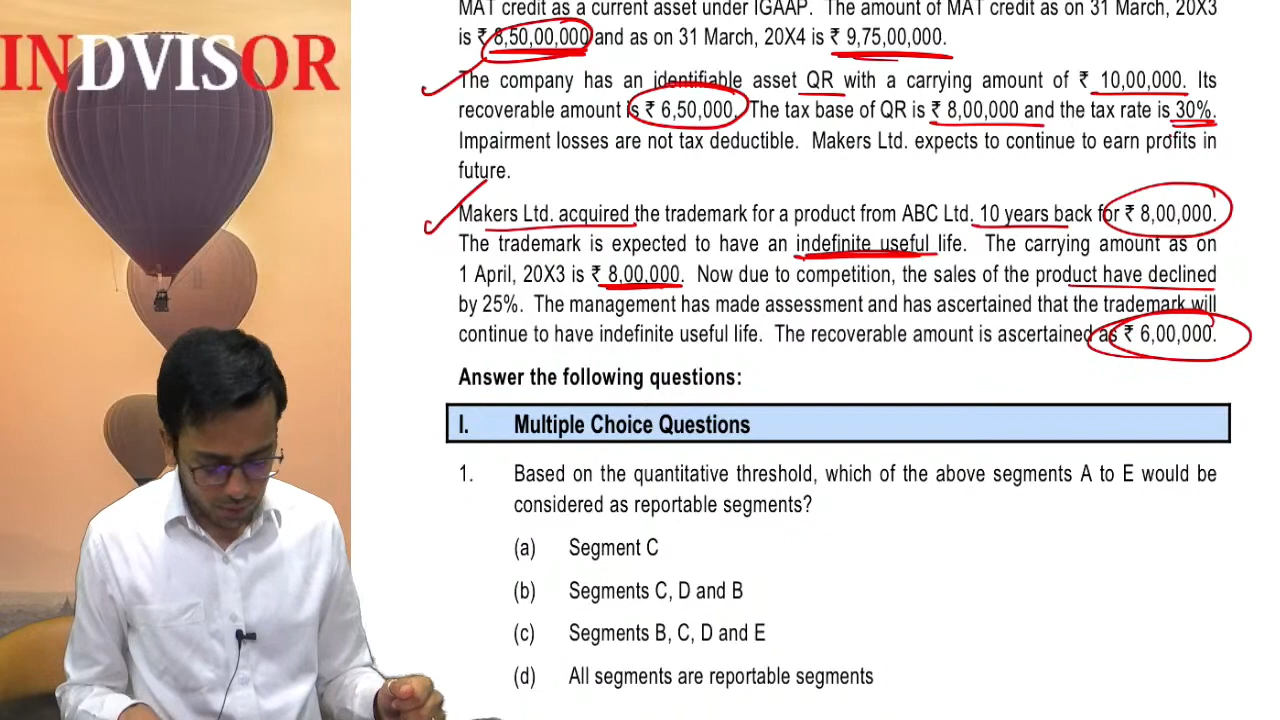 MAT credit as a current asset under IGAAP. The amount of MAT credit as on 31 March, 20X3
is ₹ 8,50,00,000 and as on 31 March, 20X4 is ₹ 9,75,00,000.
INDVISOR
The company has an identifiable asset QR with a carrying amount of ₹ 10,00,000. Its
recoverable amount is ₹ 6,50,000. The tax base of QR is ₹ 8,00,000 and the tax rate is 30%.
Impairment losses are not tax deductible. Makers Ltd. expects to continue to earn profits in
future.
Makers Ltd. acquired the trademark for a product from ABC Ltd. 10 years back for ₹ 8,00,000.
The trademark is expected to have an indefinite useful life. The carrying amount as on
1 April, 20X3 is ₹ 8,00,000. Now due to competition, the sales of the product have declined
by 25%. The management has made assessment and has ascertained that the trademark will
continue to have indefinite useful life. The recoverable amount is ascertained as ₹ 6,00,000.
Answer the following questions:
I. Multiple Choice Questions
1. Based on the quantitative threshold, which of the above segments A to E would be
considered as reportable segments?
(a) Segment C
(b) Segments C, D and B
(c) Segments B, C, D and E
(d) All segments are reportable segments